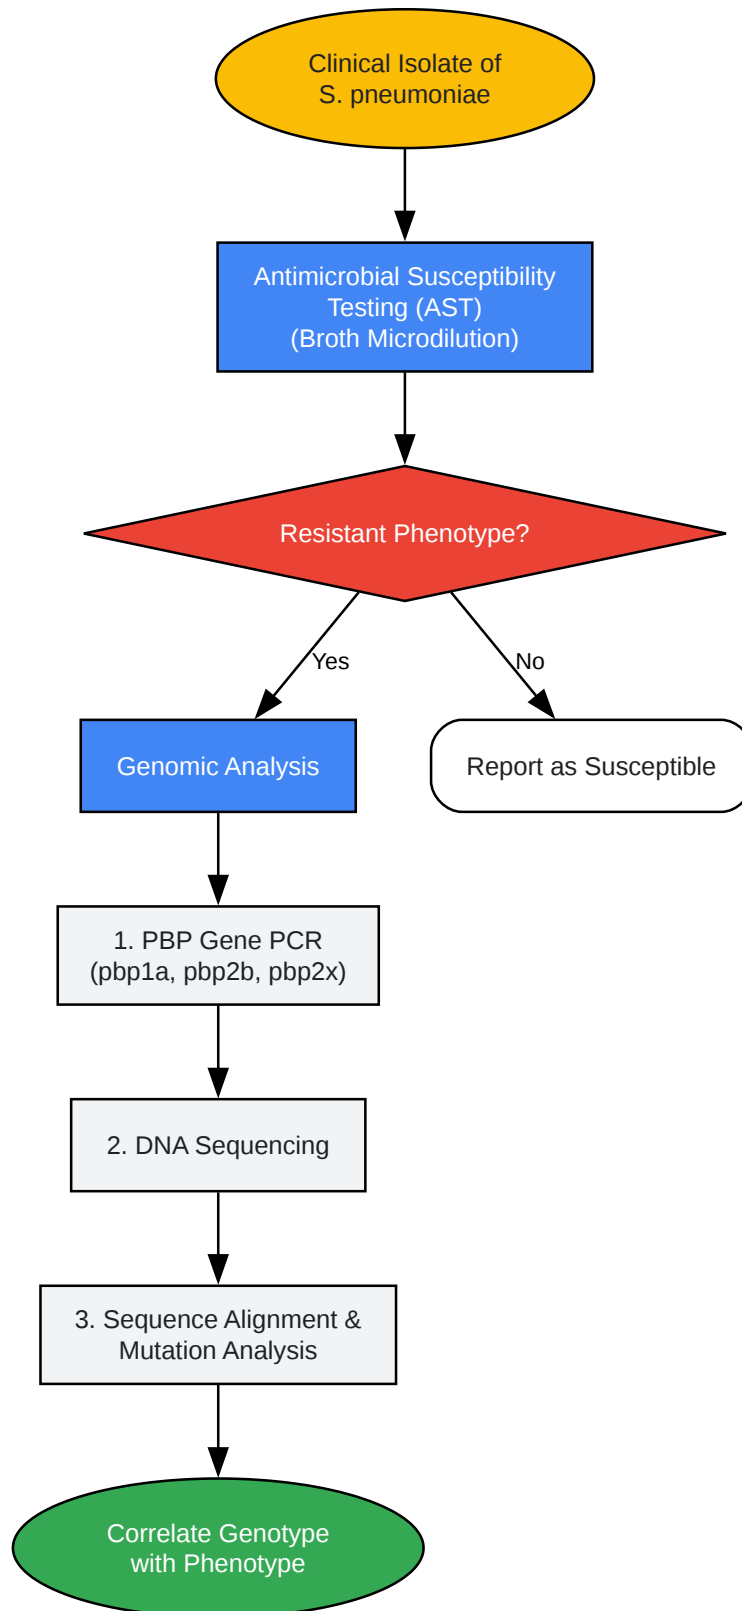 Clinical Isolate of
S. pneumoniae
Antimicrobial Susceptibility
Testing (AST)
(Broth Microdilution)
Resistant Phenotype?
Yes
No
Genomic Analysis
Report as Susceptible
1. PBP Gene PCR
(pbp1a, pbp2b, pbp2x)
2. DNA Sequencing
3. Sequence Alignment &
Mutation Analysis
Correlate Genotype
with Phenotype